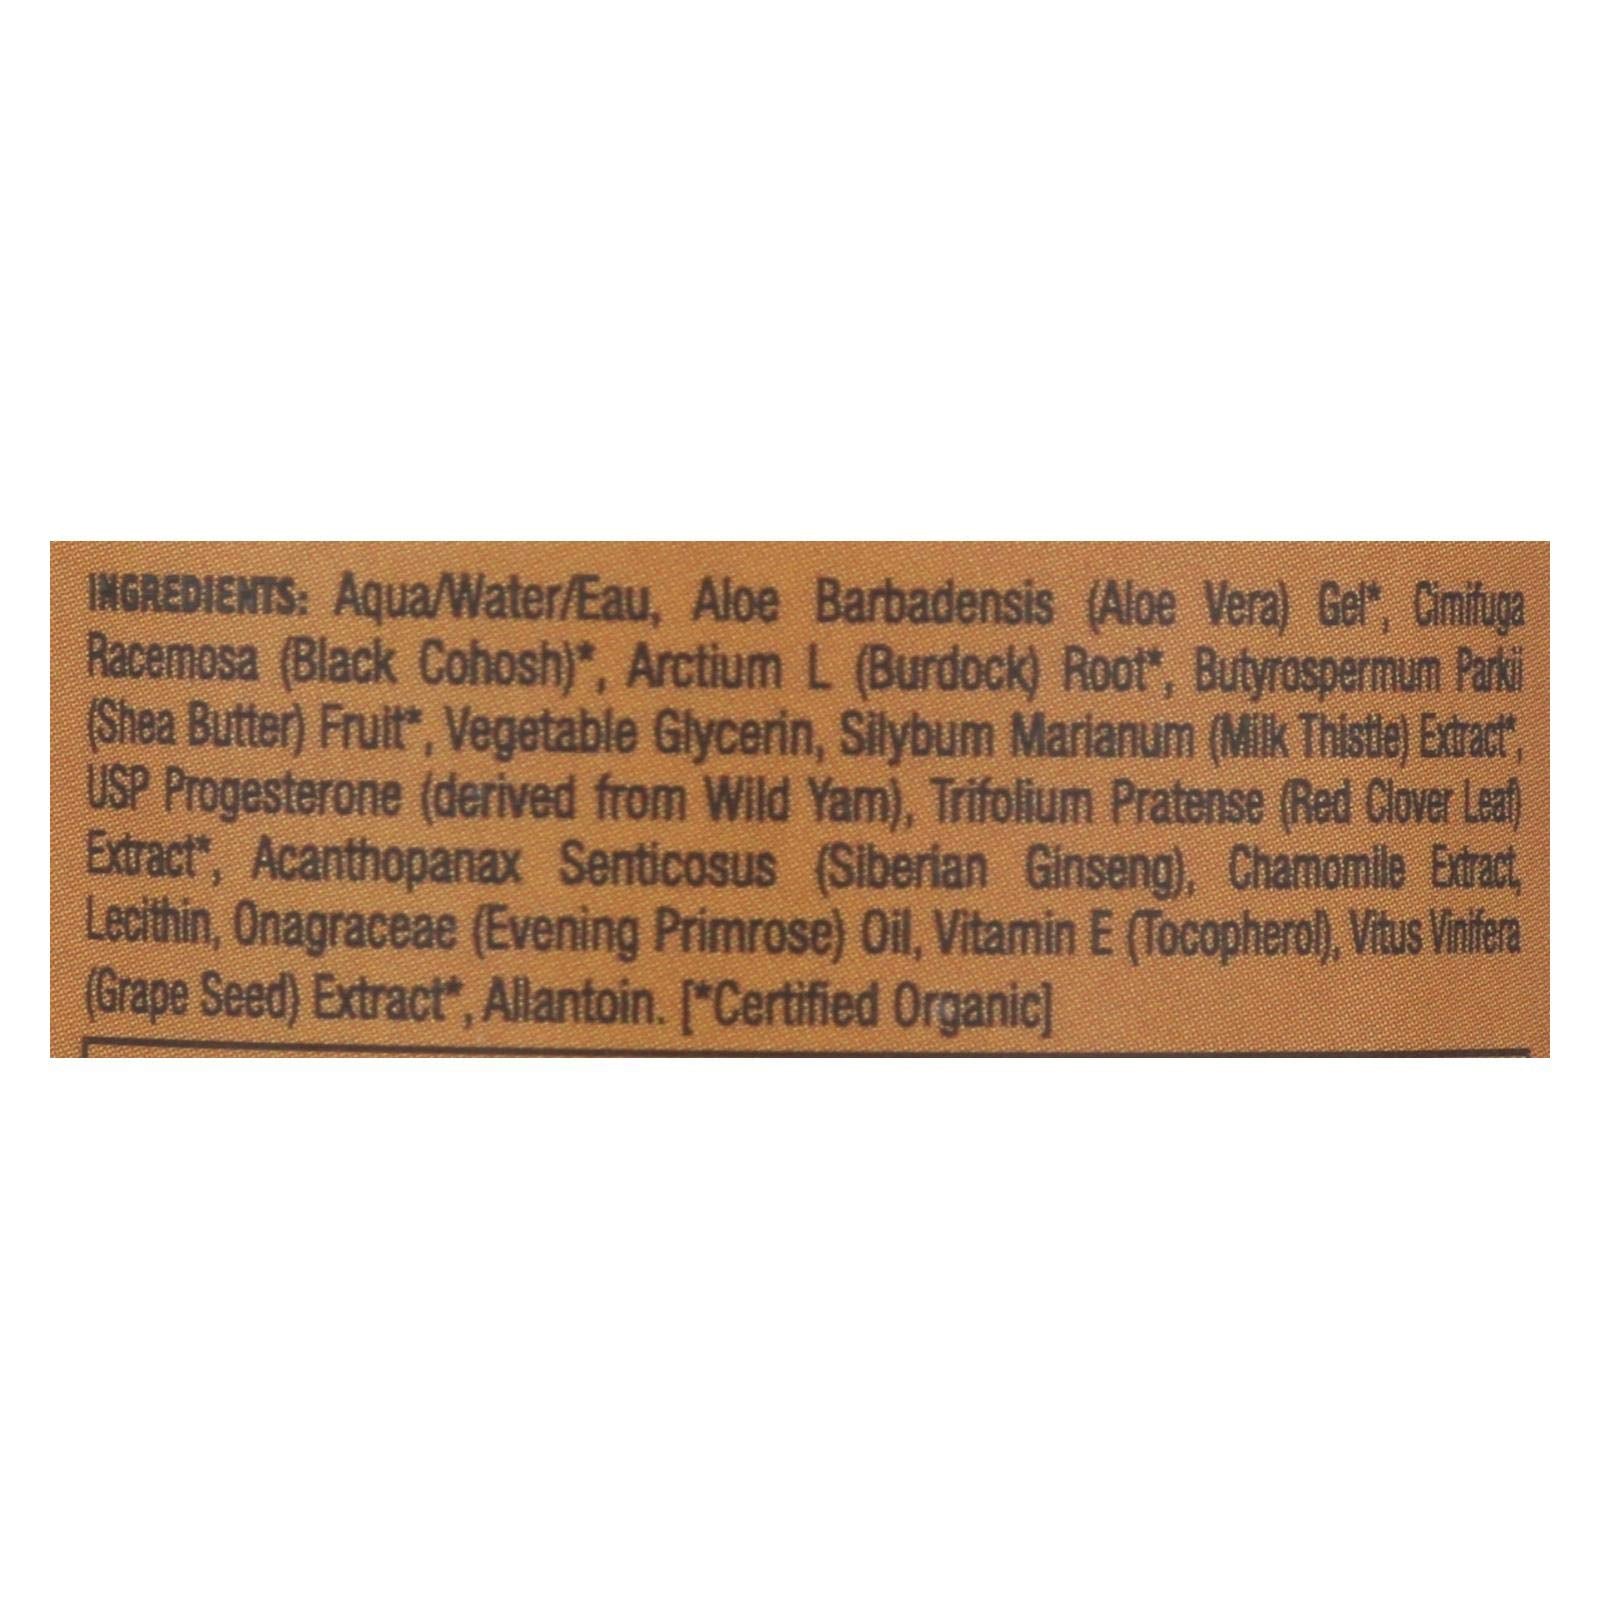 INGREDIENTS: Aqua/Water/Eau, Aloe Barbadensis (Aloe Vera) Gel*, Cimifuga
Racemosa (Black Cohosh)*, Arctium L (Burdock) Root*, Butyrospermum Parkii
(Shea Butter) Fruit*, Vegetable Glycerin, Silybum Marianum (Milk Thistle) Extract*,
USP Progesterone (derived from Wild Yam), Trifolium Pratense (Red Clover Leaf)
Extract*, Acanthopanax Senticosus (Siberian Ginseng), Chamomile Extract,
Lecithin, Onagraceae (Evening Primrose) Oil, Vitamin E (Tocopherol), Vitus Vinifera
(Grape Seed) Extract*, Allantoin. [*Certified Organic]